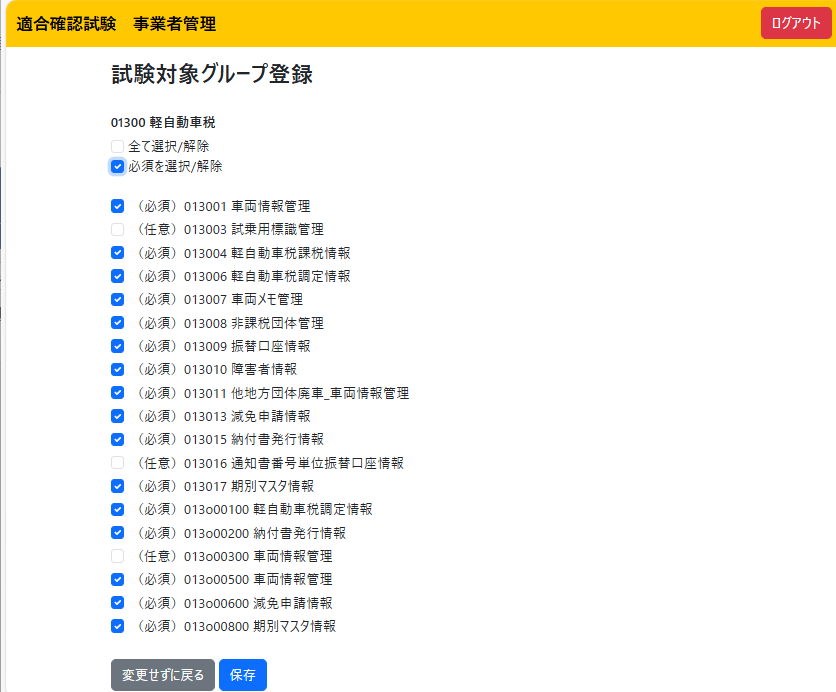 適合確認試験　事業者管理
ログアウト
試験対象グループ登録
01300 軽自動車税
全て選択/解除
必須を選択/解除
（必須）013001 車両情報管理
（任意）013003 試乗用標識管理
（必須）013004 軽自動車税課税情報
（必須）013006 軽自動車税調定情報
（必須）013007 車両メモ管理
（必須）013008 非課税団体管理
（必須）013009 振替口座情報
（必須）013010 障害者情報
（必須）013011 他地方団体廃車_車両情報管理
（必須）013013 減免申請情報
（必須）013015 納付書発行情報
（任意）013016 通知書番号単位振替口座情報
（必須）013017 期別マスタ情報
（必須）013o00100 軽自動車税調定情報
（必須）013o00200 納付書発行情報
（任意）013o00300 車両情報管理
（必須）013o00500 車両情報管理
（必須）013o00600 減免申請情報
（必須）013o00800 期別マスタ情報
変更せずに戻る
保存